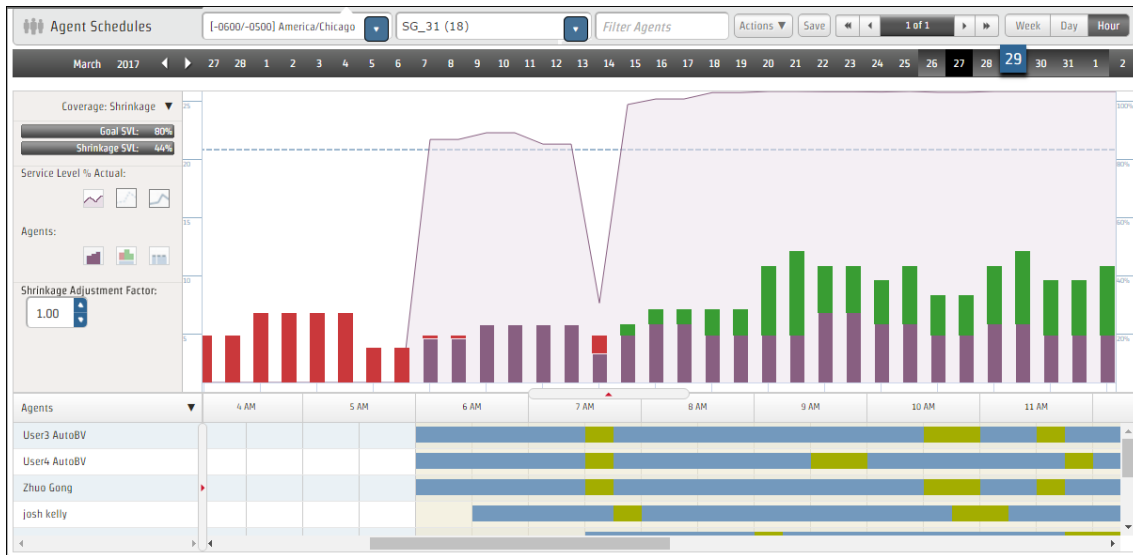 Agent Schedules
[-0600/-0500] America/Chicago
SG_31 (18)
Filter Agents
Actions ▼
Save
1 of 1
Week
Day
Hour
March 2017
27 28 1 2 3 4 5 6 7 8 9 10 11 12 13 14 15 16 17 18 19 20 21 22 23 24 25 26 27 28 29 30 31 1 2
Coverage: Shrinkage ▼
Goal SVL: 80%
Shrinkage SVL: 44%
Service Level % Actual:
Agents:
Shrinkage Adjustment Factor:
1.00
25
20
15
10
5
100%
80%
60%
40%
20%
Agents ▼
4 AM 5 AM 6 AM 7 AM 8 AM 9 AM 10 AM 11 AM
User3 AutoBV
User4 AutoBV
Zhuo Gong
josh kelly